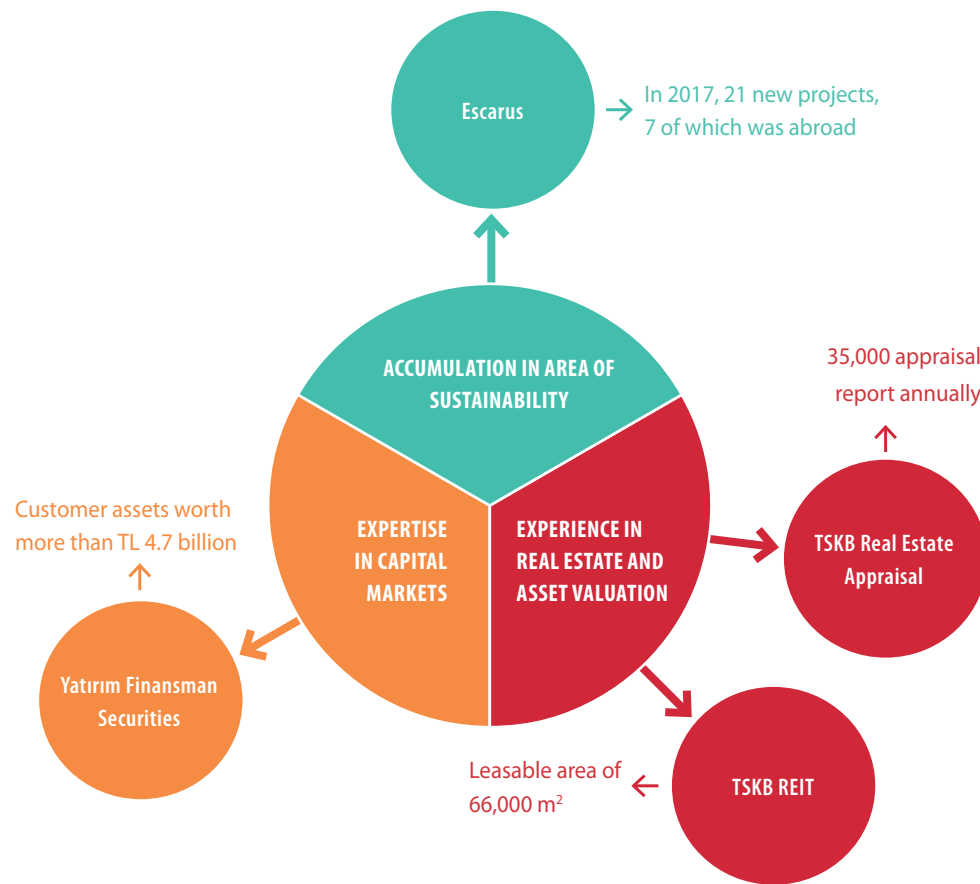 Escarus
In 2017, 21 new projects,
7 of which was abroad
ACCUMULATION IN AREA OF
SUSTAINABILITY
35,000 appraisal
report annually
EXPERTISE
IN CAPITAL
MARKETS
EXPERIENCE IN
REAL ESTATE AND
ASSET VALUATION
TSKB Real Estate
Appraisal
Customer assets worth
more than TL 4.7 billion
Yatırım Finansman
Securities
Leasable area of
66,000 m²
TSKB REIT